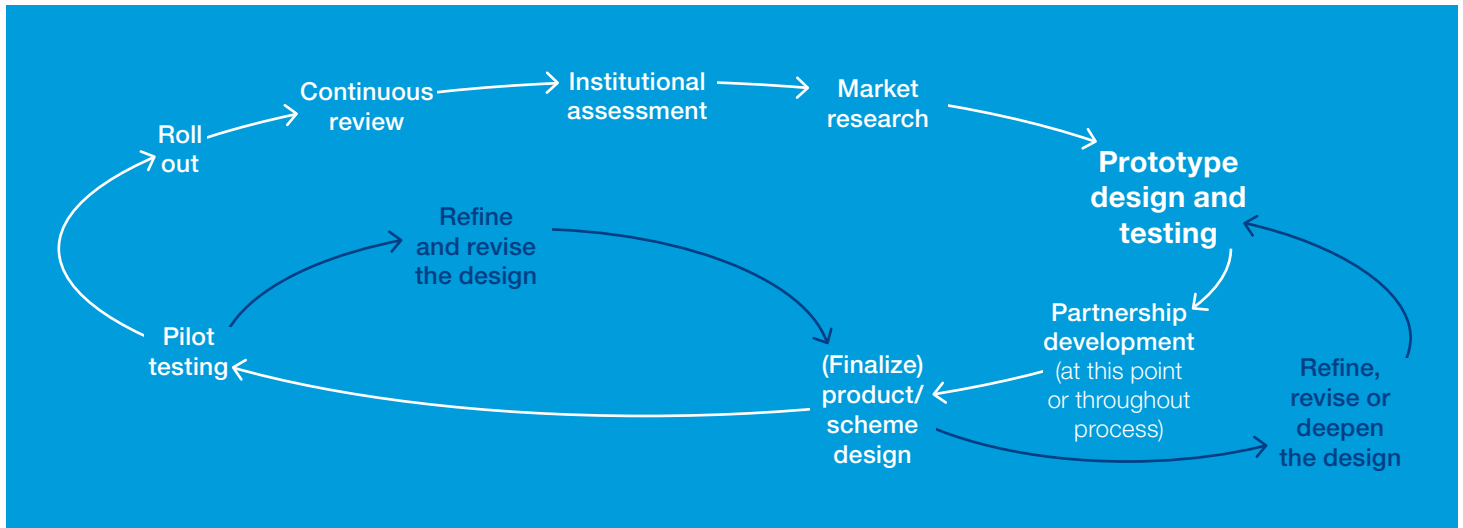 Continuous
review
Institutional
assessment
Market
research
Roll
out
Prototype
design and
testing
Refine
and revise
the design
Partnership
development
(at this point
or throughout
process)
Pilot
testing
(Finalize)
product/
scheme
design
Refine,
revise or
deepen
the design